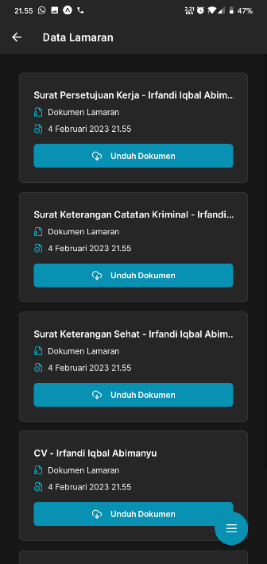 21.55
47%
Data Lamaran
Surat Persetujuan Kerja - Irfandi Iqbal Abim...
Dokumen Lamaran
4 Februari 2023 21.55
Unduh Dokumen
Surat Keterangan Catatan Kriminal - Irfandi...
Dokumen Lamaran
4 Februari 2023 21.55
Unduh Dokumen
Surat Keterangan Sehat - Irfandi Iqbal Abim..
Dokumen Lamaran
4 Februari 2023 21.55
Unduh Dokumen
CV - Irfandi Iqbal Abimanyu
Dokumen Lamaran
4 Februari 2023 21.55
Unduh Dokumen